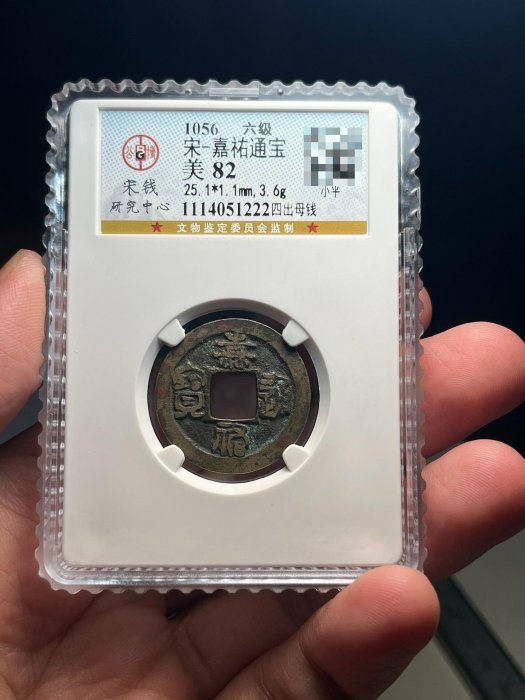 1056 六级
宋-嘉祐通宝
公 G 博
美 82
宋钱
25.1*1.1mm,3.6g
小平
研究中心
1114051222四出母钱
★ 文物鉴定委员会监制 ★
嘉
寶 通
祐